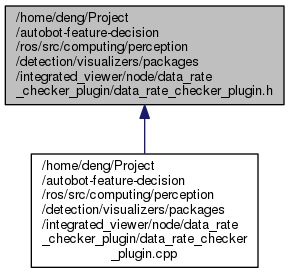 /home/deng/Project
/autobot-feature-decision
/ros/src/computing/perception
/detection/visualizers/packages
/integrated_viewer/node/data_rate
_checker_plugin/data_rate_checker_plugin.h
/home/deng/Project
/autobot-feature-decision
/ros/src/computing/perception
/detection/visualizers/packages
/integrated_viewer/node/data_rate
_checker_plugin/data_rate_checker
_plugin.cpp